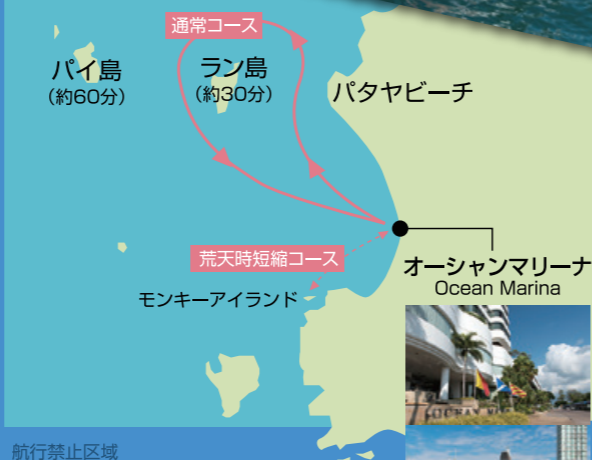 通常コース
パイ島
（約60分）
ラン島
（約30分）
パタヤビーチ
荒天時短縮コース
モンキーアイランド
オーシャンマリーナ
Ocean Marina
OCEAN
航行禁止区域